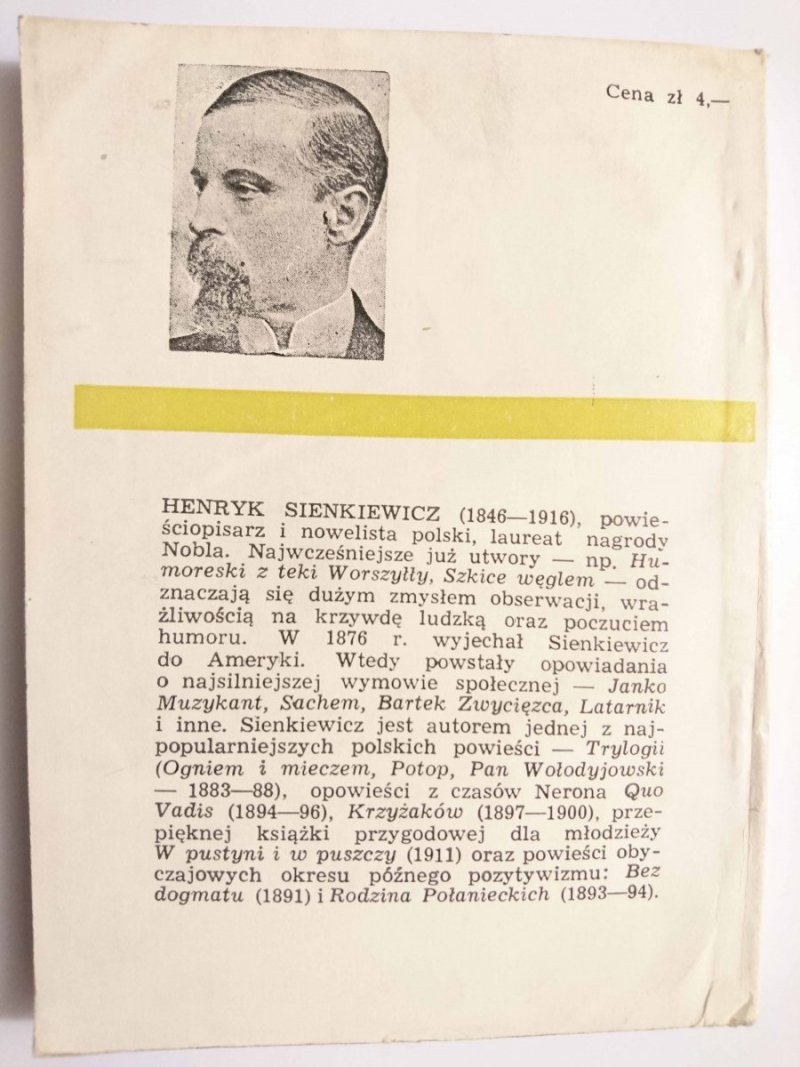 Cena zł 4,—
HENRYK SIENKIEWICZ (1846—1916), powie-
ściopisarz i nowelista polski, laureat nagrody
Nobla. Najwcześniejsze już utwory — np. Hu-
moreski z teki Worszyłły, Szkice węglem — od-
znaczają się dużym zmysłem obserwacji, wra-
żliwością na krzywdę ludzką oraz poczuciem
humoru. W 1876 r. wyjechał Sienkiewicz
do Ameryki. Wtedy powstały opowiadania
o najsilniejszej wymowie społecznej — Janko
Muzykant, Sachem, Bartek Zwycięzca, Latarnik
i inne. Sienkiewicz jest autorem jednej z naj-
popularniejszych polskich powieści — Trylogii
(Ogniem i mieczem, Potop, Pan Wołodyjowski
— 1883—88), opowieści z czasów Nerona Quo
Vadis (1894—96), Krzyżaków (1897—1900), prze-
pięknej książki przygodowej dla młodzieży
W pustyni i w puszczy (1911) oraz powieści oby-
czajowych okresu późnego pozytywizmu: Bez
dogmatu (1891) i Rodzina Połanieckich (1893—94).